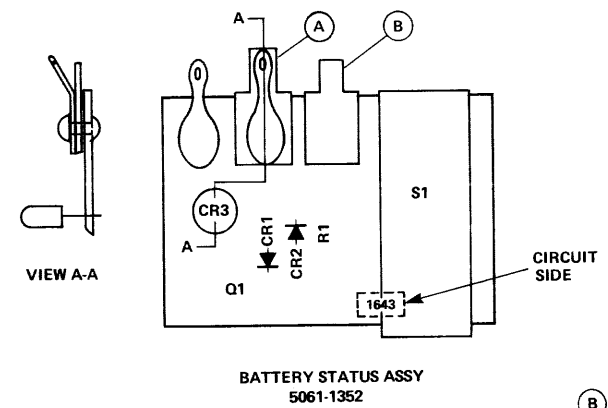 A
A
B
S1
CR3
A
CR1
CR2
R1
Q1
1643
CIRCUIT
SIDE
VIEW A-A
BATTERY STATUS ASSY
5061-1352
B